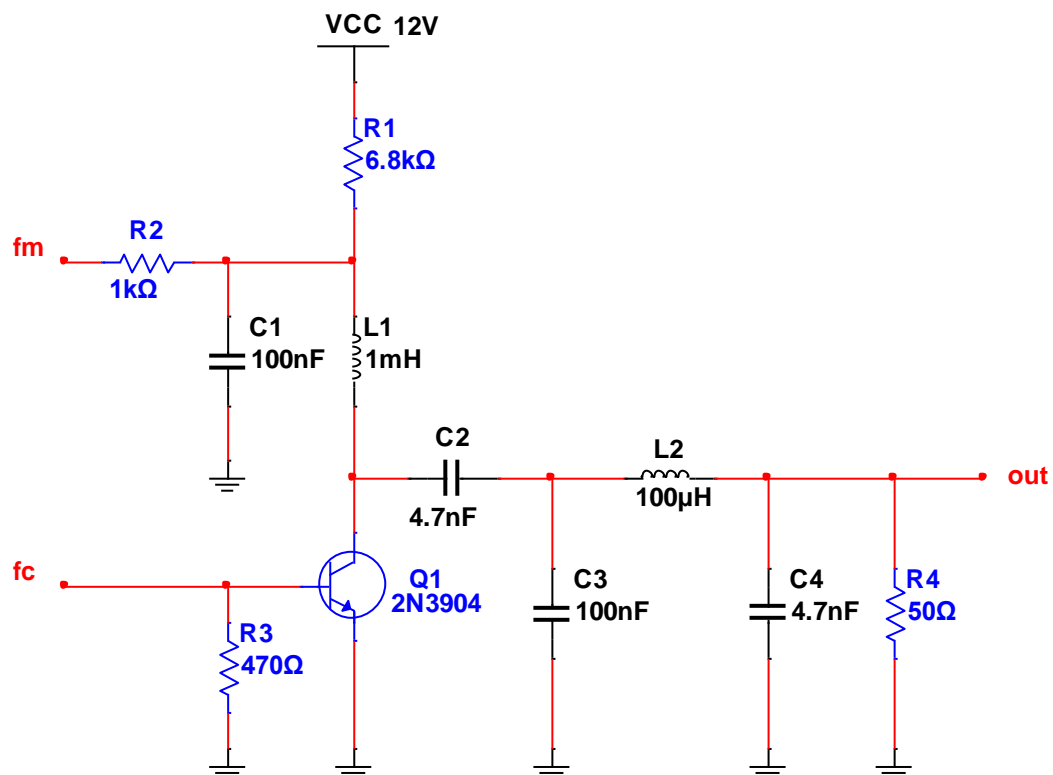 VCC 12V
R1
6.8kΩ
fm
R2
1kΩ
C1
100nF
L1
1mH
C2
4.7nF
L2
100µH
out
fc
Q1
2N3904
C3
100nF
C4
4.7nF
R4
50Ω
R3
470Ω